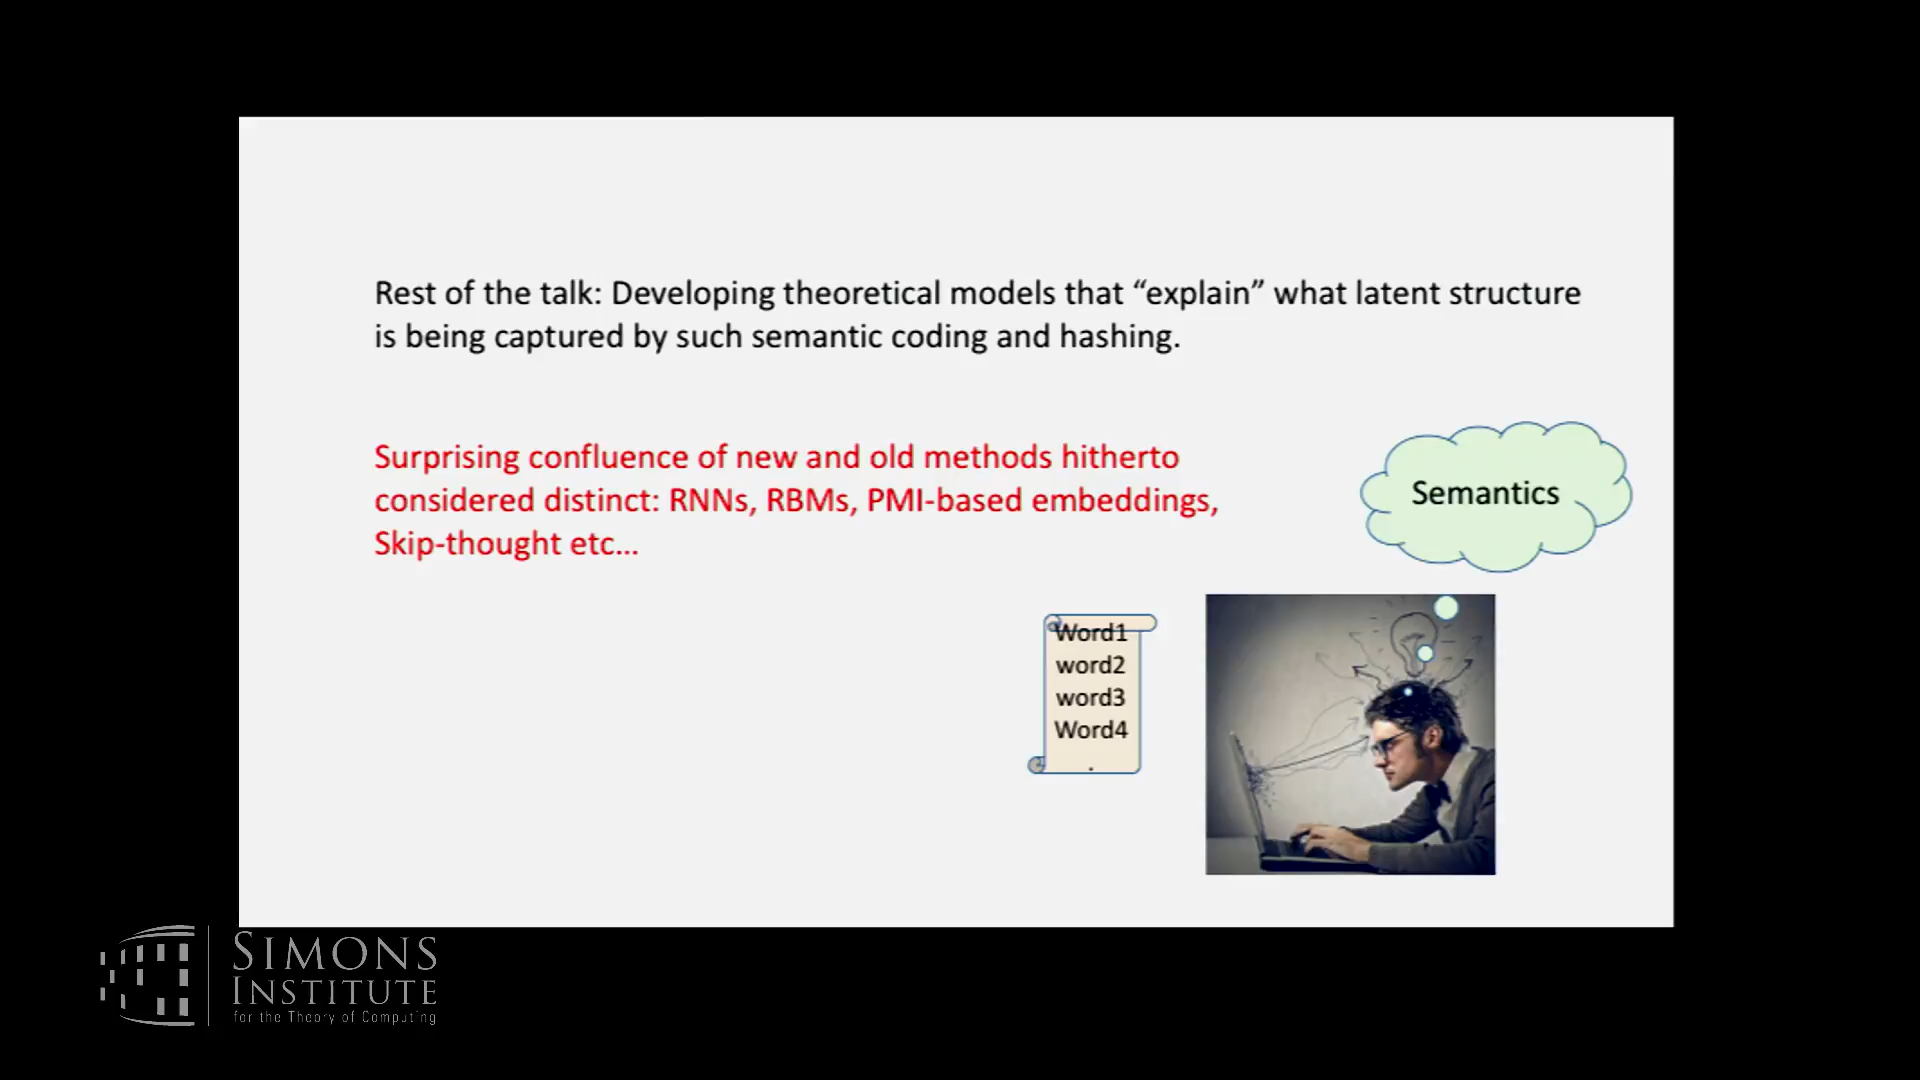 Rest of the talk: Developing theoretical models that “explain” what latent structure
is being captured by such semantic coding and hashing.
Surprising confluence of new and old methods hitherto
considered distinct: RNNs, RBMs, PMI-based embeddings,
Skip-thought etc...
Semantics
Word1
word2
word3
Word4
.
SIMONS
INSTITUTE
for the Theory of Computing